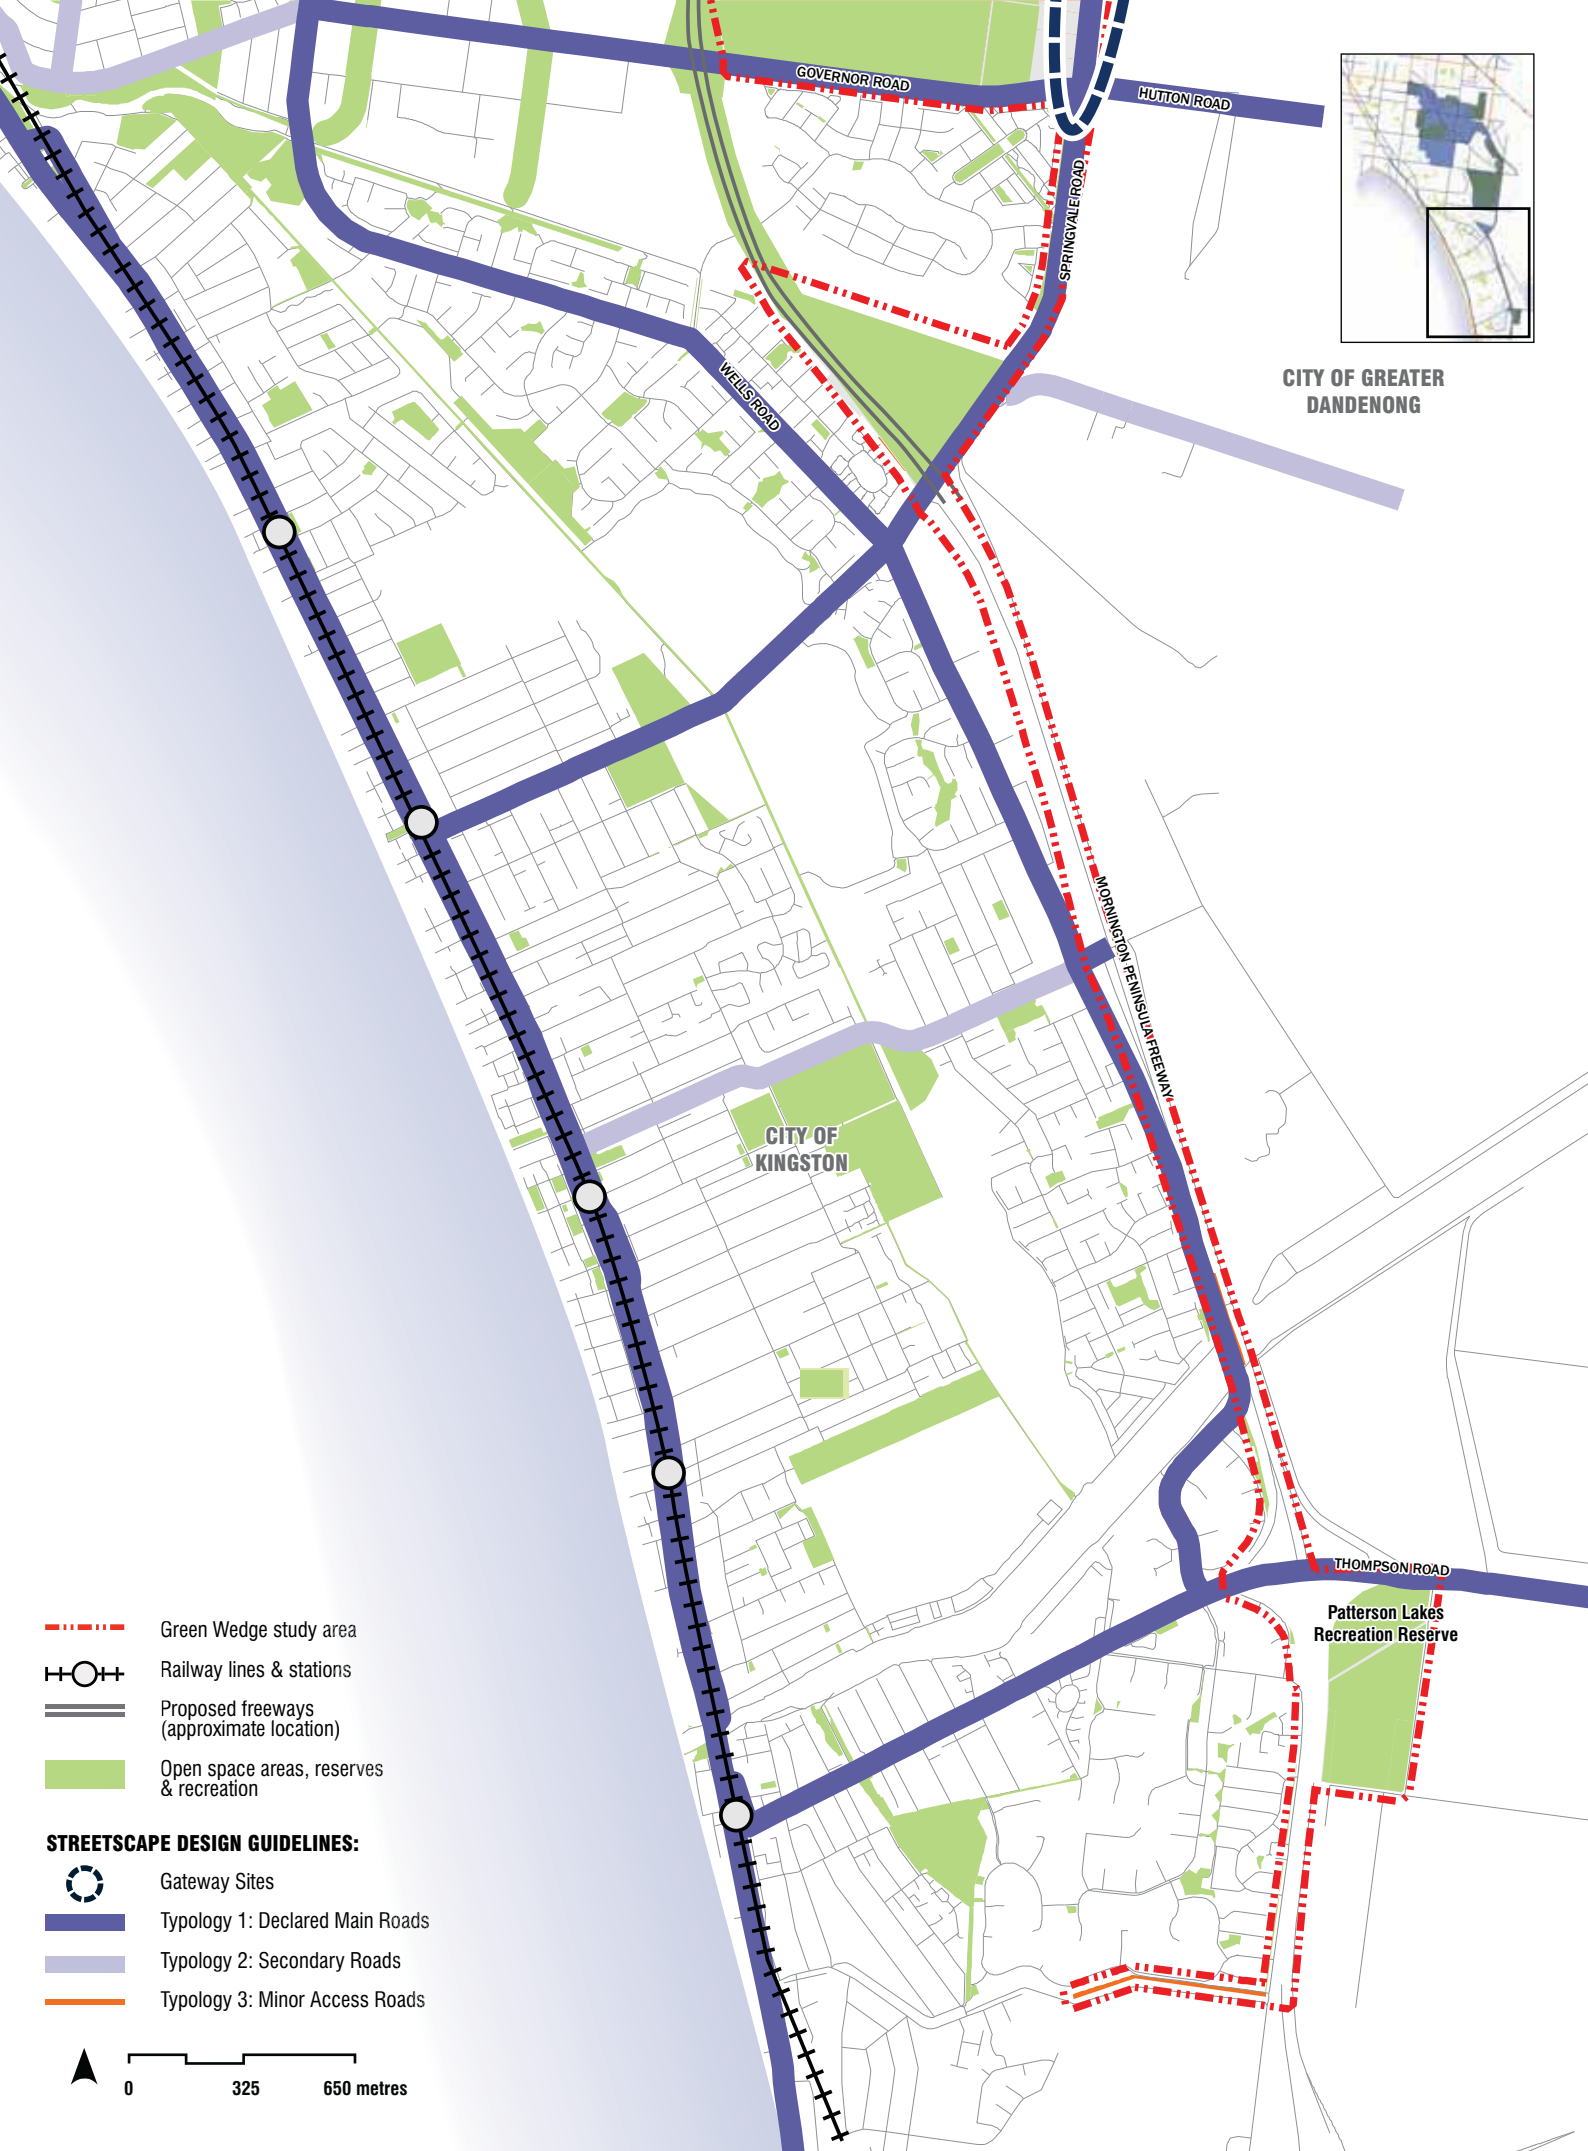 GOVERNOR ROAD
HUTTON ROAD
SPRINGVALE ROAD
CITY OF GREATER
DANDENONG
WELLS ROAD
MORNINGTON PENINSULA FREEWAY
CITY OF
KINGSTON
THOMPSON ROAD
Patterson Lakes
Recreation Reserve
Green Wedge study area
Railway lines & stations
Proposed freeways
(approximate location)
Open space areas, reserves
& recreation
STREETSCAPE DESIGN GUIDELINES:
Gateway Sites
Typology 1: Declared Main Roads
Typology 2: Secondary Roads
Typology 3: Minor Access Roads
0 325 650 metres